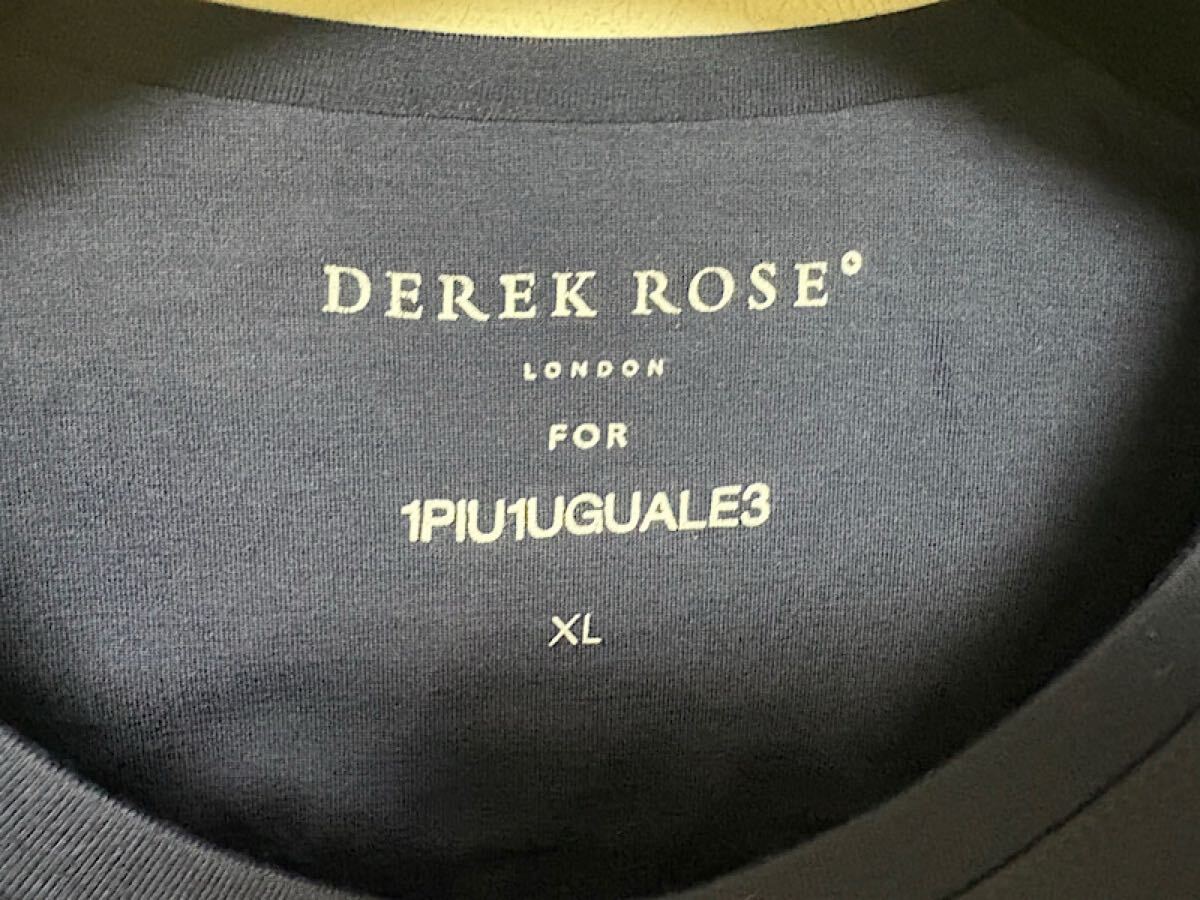 DEREK ROSE®
LONDON
FOR
1PIU1UGUALE3
XL